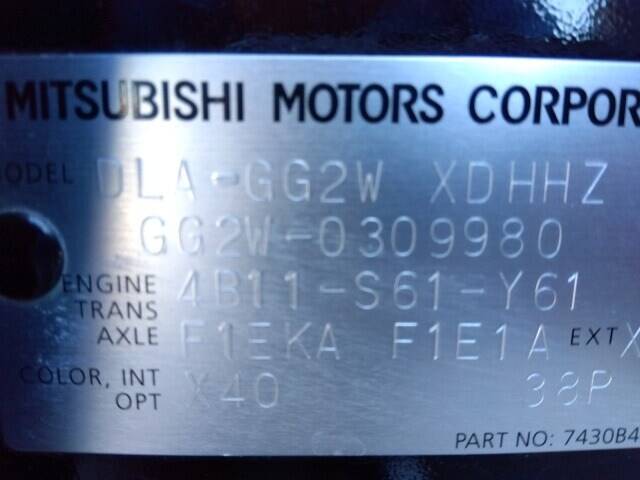 MITSUBISHI MOTORS CORPOR
MODEL DLA-GG2W XDHHZ
GG2W-0309980
ENGINE 4B11-S61-Y61
TRANS
AXLE F1EKA F1E1A EXT X
COLOR, INT X40 38P
OPT
PART NO: 7430B4